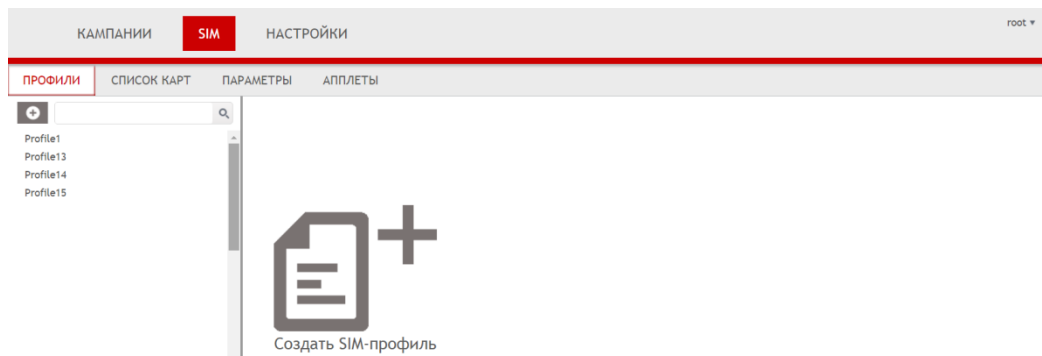 КАМПАНИИ SIM НАСТРОЙКИ root
ПРОФИЛИ СПИСОК КАРТ ПАРАМЕТРЫ АППЛЕТЫ
Profile1
Profile13
Profile14
Profile15
Создать SIM-профиль